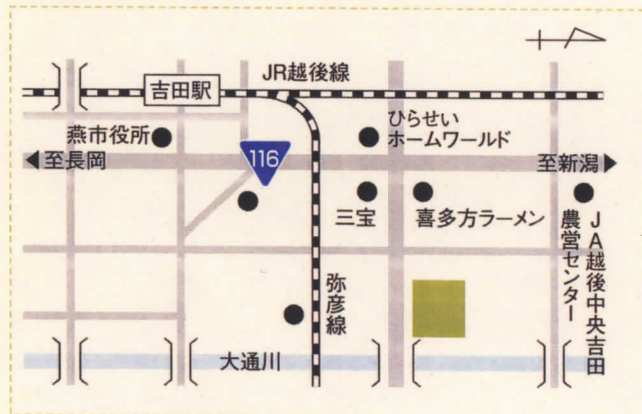 JR越後線
吉田駅
ひらせい
ホームワールド
燕市役所
◀至長岡
116
至新潟▶
三宝
喜多方ラーメン
JA越後中央吉田
農営センター
弥彦線
大通川